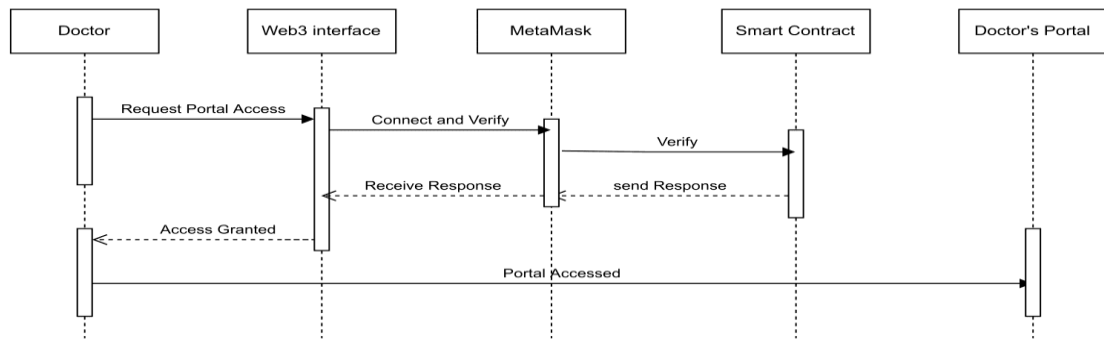 Doctor
Web3 interface
MetaMask
Smart Contract
Doctor's Portal
Request Portal Access
Connect and Verify
Verify
Receive Response
send Response
Access Granted
Portal Accessed